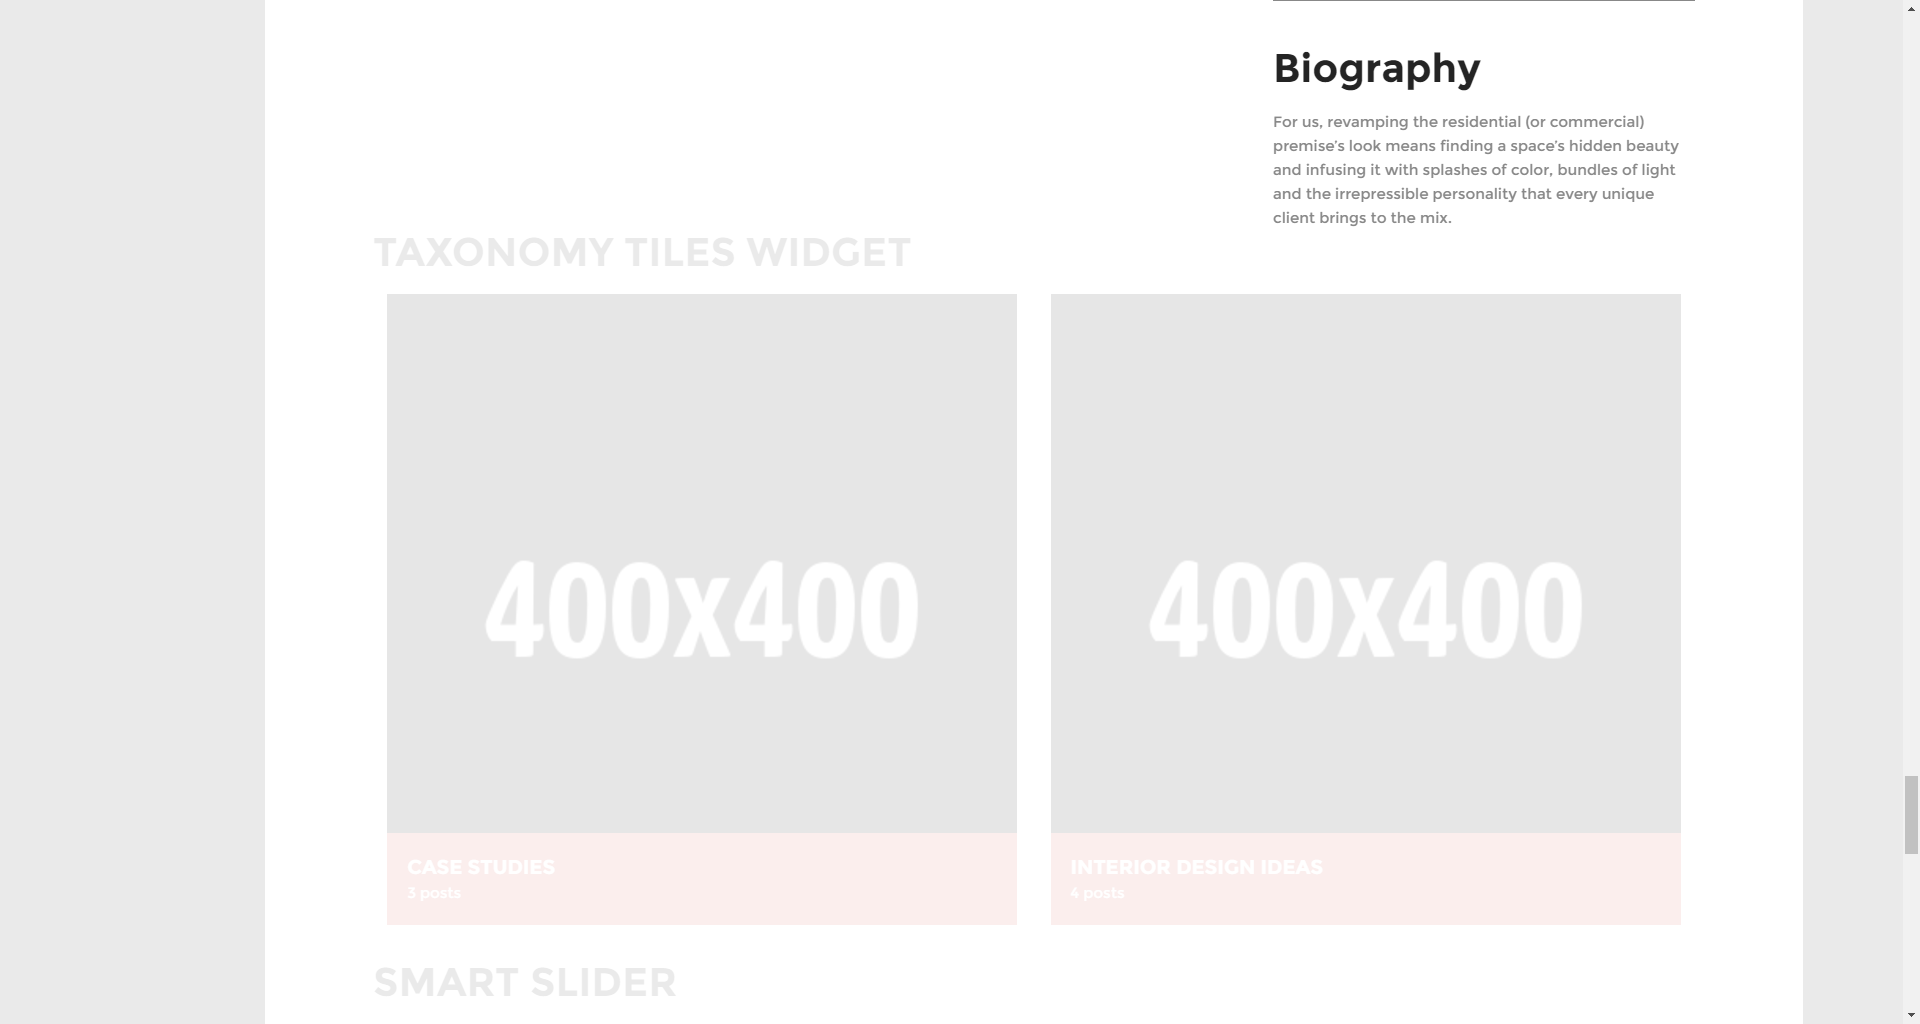 Biography
For us, revamping the residential (or commercial)
premise’s look means finding a space’s hidden beauty
and infusing it with splashes of color, bundles of light
and the irrepressible personality that every unique
client brings to the mix.
TAXONOMY TILES WIDGET
400x400
400x400
CASE STUDIES
3 posts
INTERIOR DESIGN IDEAS
4 posts
SMART SLIDER